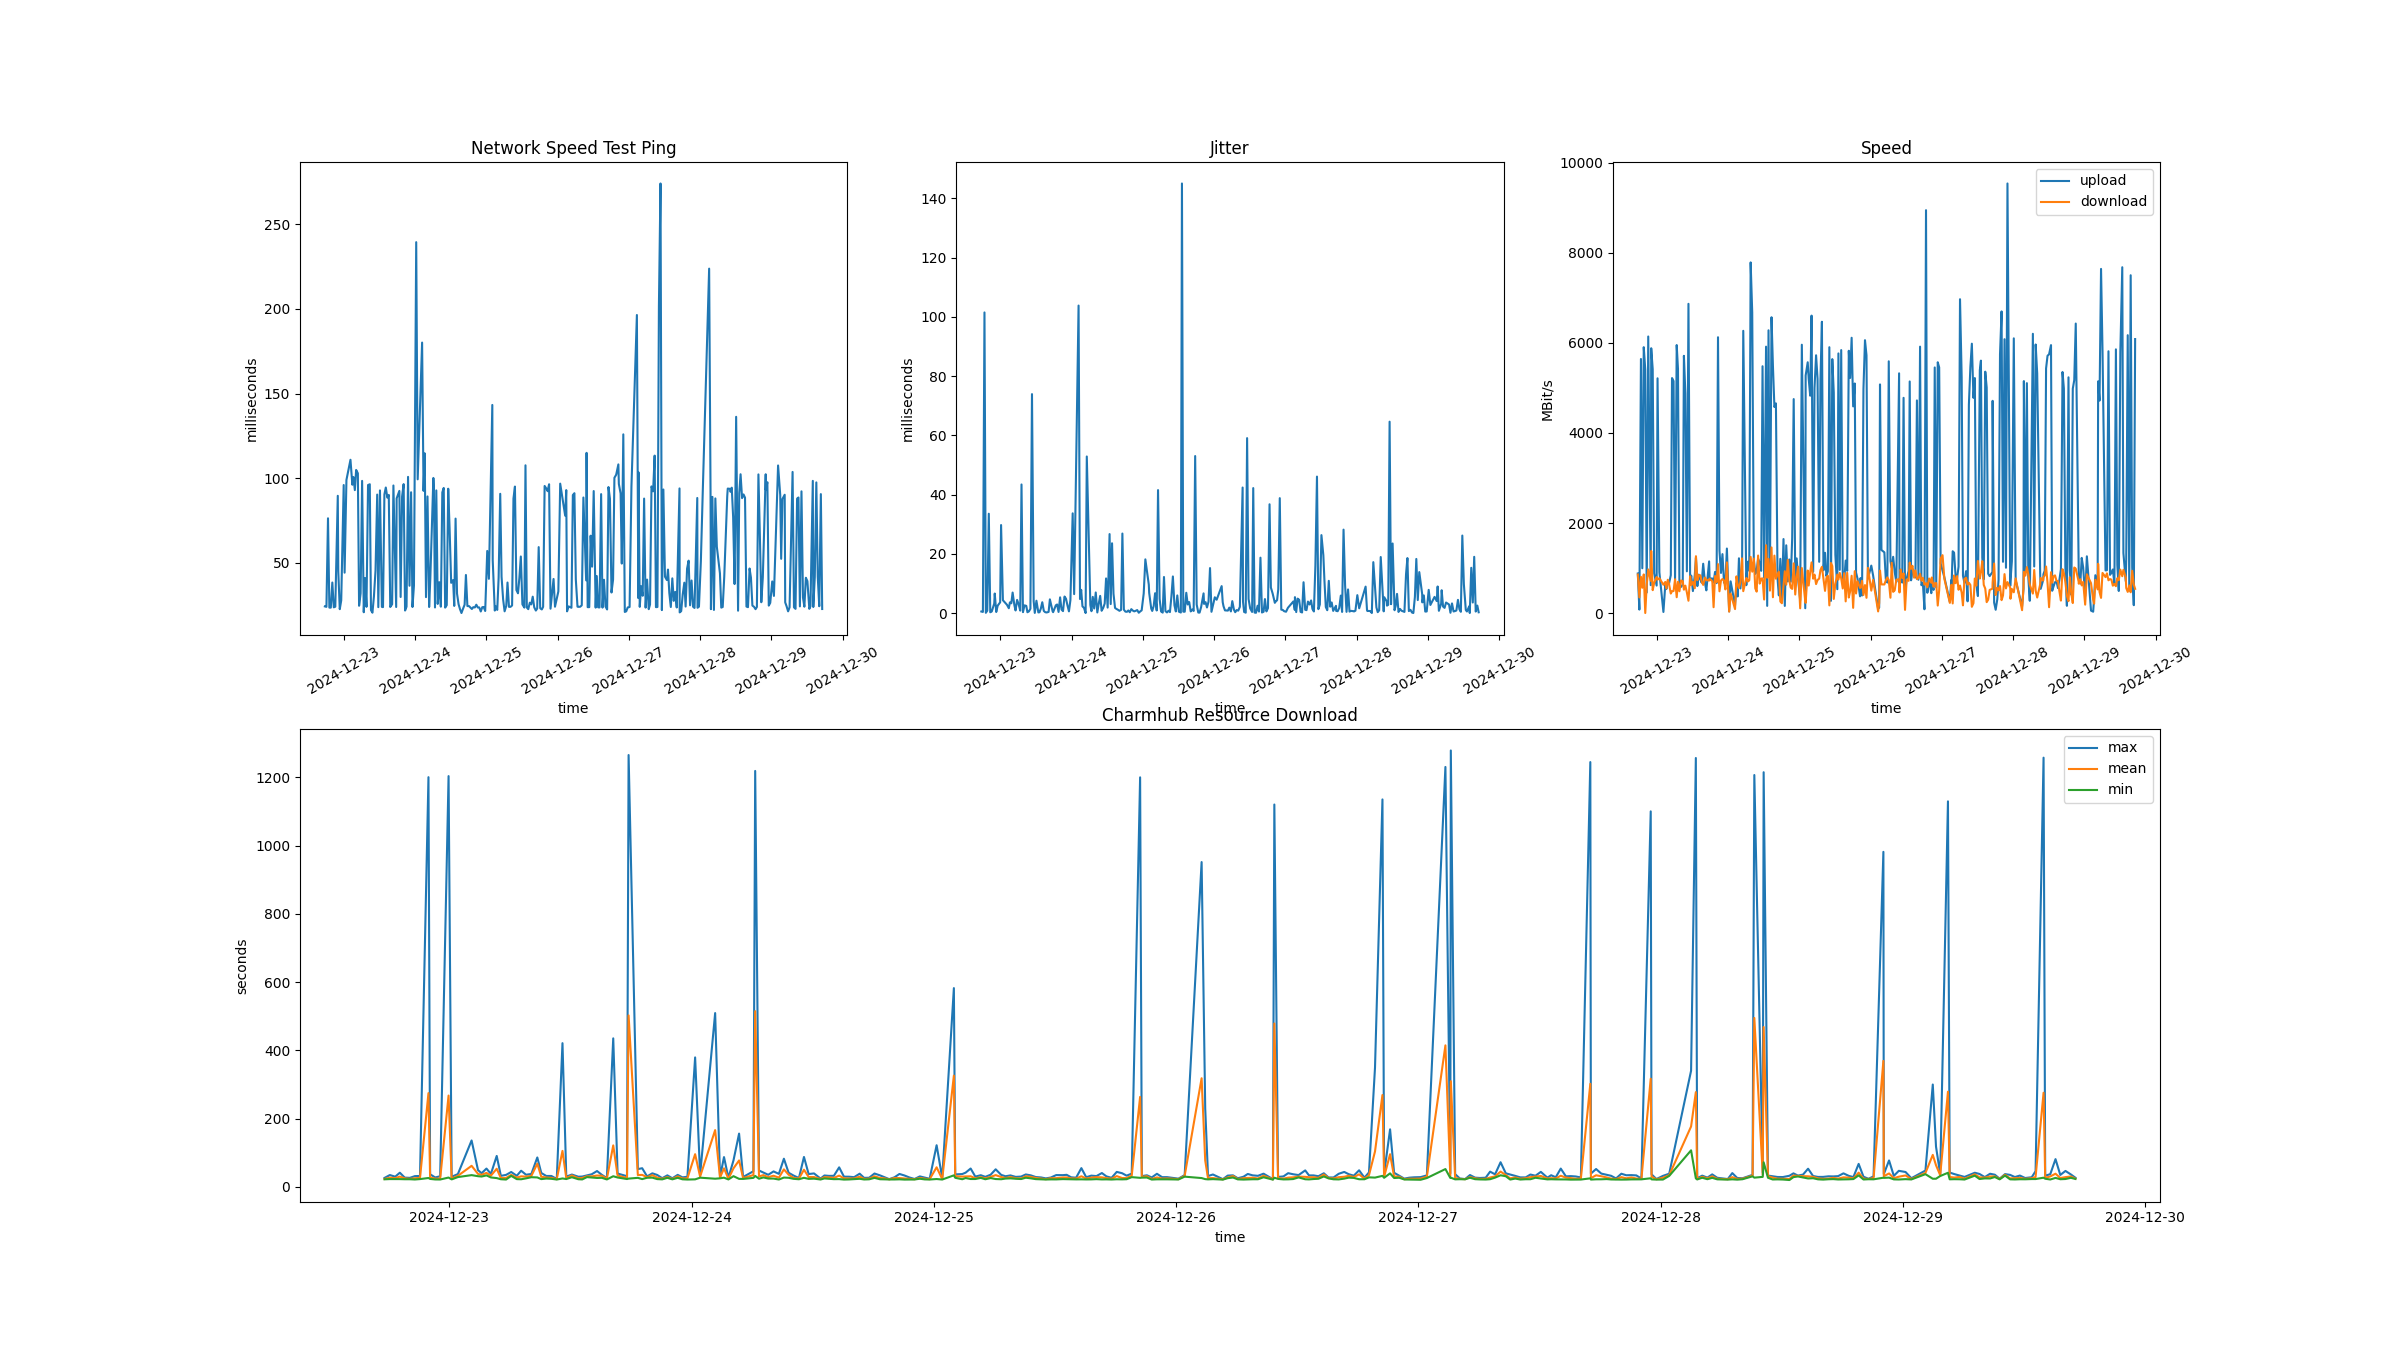 Network Speed Test Ping
milliseconds
250
200
150
100
50
2024-12-23 2024-12-24 2024-12-25 2024-12-26 2024-12-27 2024-12-28 2024-12-29 2024-12-30
time
Jitter
milliseconds
140
120
100
80
60
40
20
0
2024-12-23 2024-12-24 2024-12-25 2024-12-26 2024-12-27 2024-12-28 2024-12-29 2024-12-30
time
Speed
MBit/s
10000
8000
6000
4000
2000
0
upload
download
2024-12-23 2024-12-24 2024-12-25 2024-12-26 2024-12-27 2024-12-28 2024-12-29 2024-12-30
time
Charmhub Resource Download
seconds
1200
1000
800
600
400
200
0
max
mean
min
2024-12-23 2024-12-24 2024-12-25 2024-12-26 2024-12-27 2024-12-28 2024-12-29 2024-12-30
time